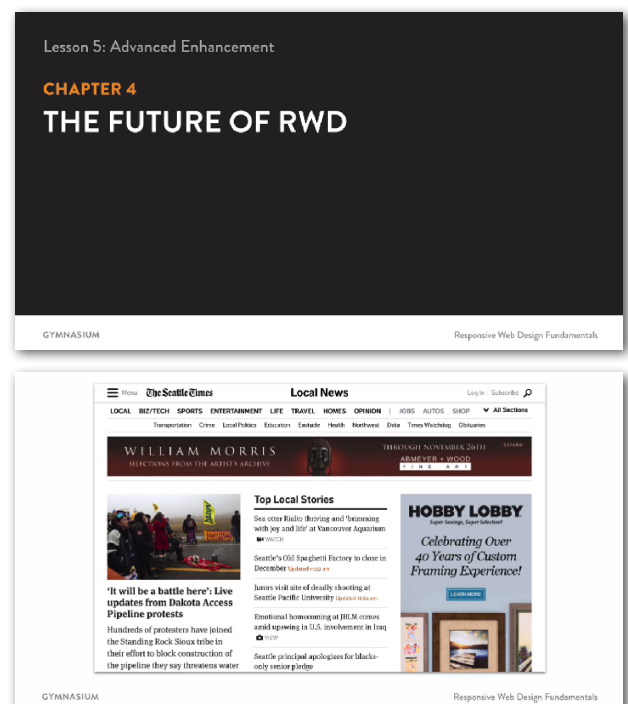 Lesson 5: Advanced Enhancement
CHAPTER 4
THE FUTURE OF RWD
GYMNASIUM
Responsive Web Design Fundamentals
Menu
The Seattle Times
Local News
Log In | Subscribe
LOCAL BIZ/TECH SPORTS ENTERTAINMENT LIFE TRAVEL HOMES OPINION | JOBS AUTOS SHOP All Sections
Transportation Crime Local Politics Education Eastside Health Northwest Data Times Watchdog Obituaries
WILLIAM MORRIS
SELECTIONS FROM THE ARTIST'S ARCHIVE
THROUGH NOVEMBER 26TH
EXPAND
ABMEYER + WOOD
FINE ART
'It will be a battle here': Live
updates from Dakota Access
Pipeline protests
Hundreds of protesters have joined
the Standing Rock Sioux tribe in
their effort to block construction of
the pipeline they say threatens water
Top Local Stories
Sea otter Rialto thriving and 'brimming
with joy and life' at Vancouver Aquarium
WATCH
Seattle's Old Spaghetti Factory to close in
December Updated 11:22 am
Jurors visit site of deadly shooting at
Seattle Pacific University Updated
Emotional homecoming at JBLM comes
amid upswing in U.S. involvement in Iraq
VIEW
Seattle principal apologizes for blacks-
only senior pledge
HOBBY LOBBY
Super Savings, Super Selection!
Celebrating Over
40 Years of Custom
Framing Experience!
LEARN MORE
GYMNASIUM
Responsive Web Design Fundamentals